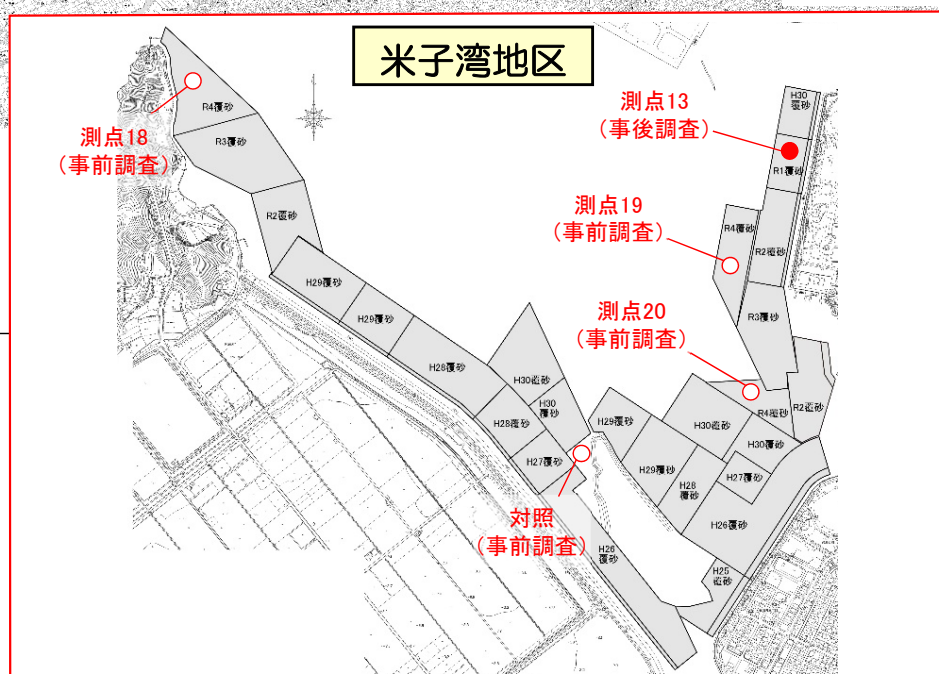 米子湾地区
測点18
(事前調査)
R4覆砂
R3覆砂
R2覆砂
H29覆砂
H29覆砂
H28覆砂
H30覆砂
H30
覆砂
H28覆砂
H27覆砂
対照
(事前調査)
H26
覆砂
測点13
(事後調査)
H30
覆砂
R1覆砂
測点19
(事前調査)
R4覆砂
R2覆砂
R3覆砂
測点20
(事前調査)
R4覆砂
R2覆砂
H29覆砂
H30覆砂
H30覆砂
H29覆砂
H28
覆砂
H27覆砂
H26覆砂
H25
覆砂